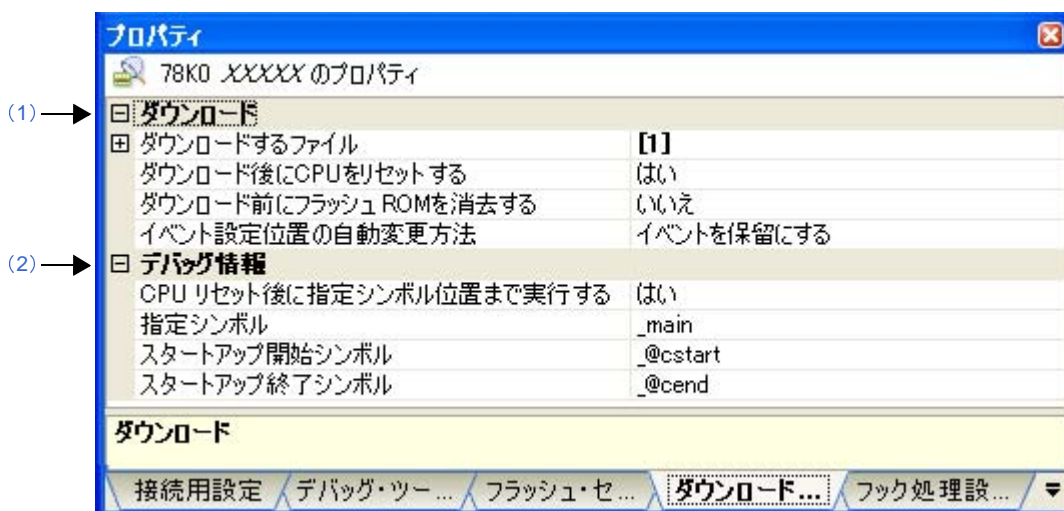 プロパティ
78K0 XXXXX のプロパティ
(1) ダウンロード
ダウンロードするファイル [1]
ダウンロード後にCPUをリセットする はい
ダウンロード前にフラッシュROMを消去する いいえ
イベント設定位置の自動変更方法 イベントを保留にする
(2) デバッグ情報
CPU リセット後に指定シンボル位置まで実行する はい
指定シンボル _main
スタートアップ開始シンボル _@cstart
スタートアップ終了シンボル _@cend
ダウンロード
接続用設定 デバッグ・ツー... フラッシュ・セ... ダウンロード... フック処理設...